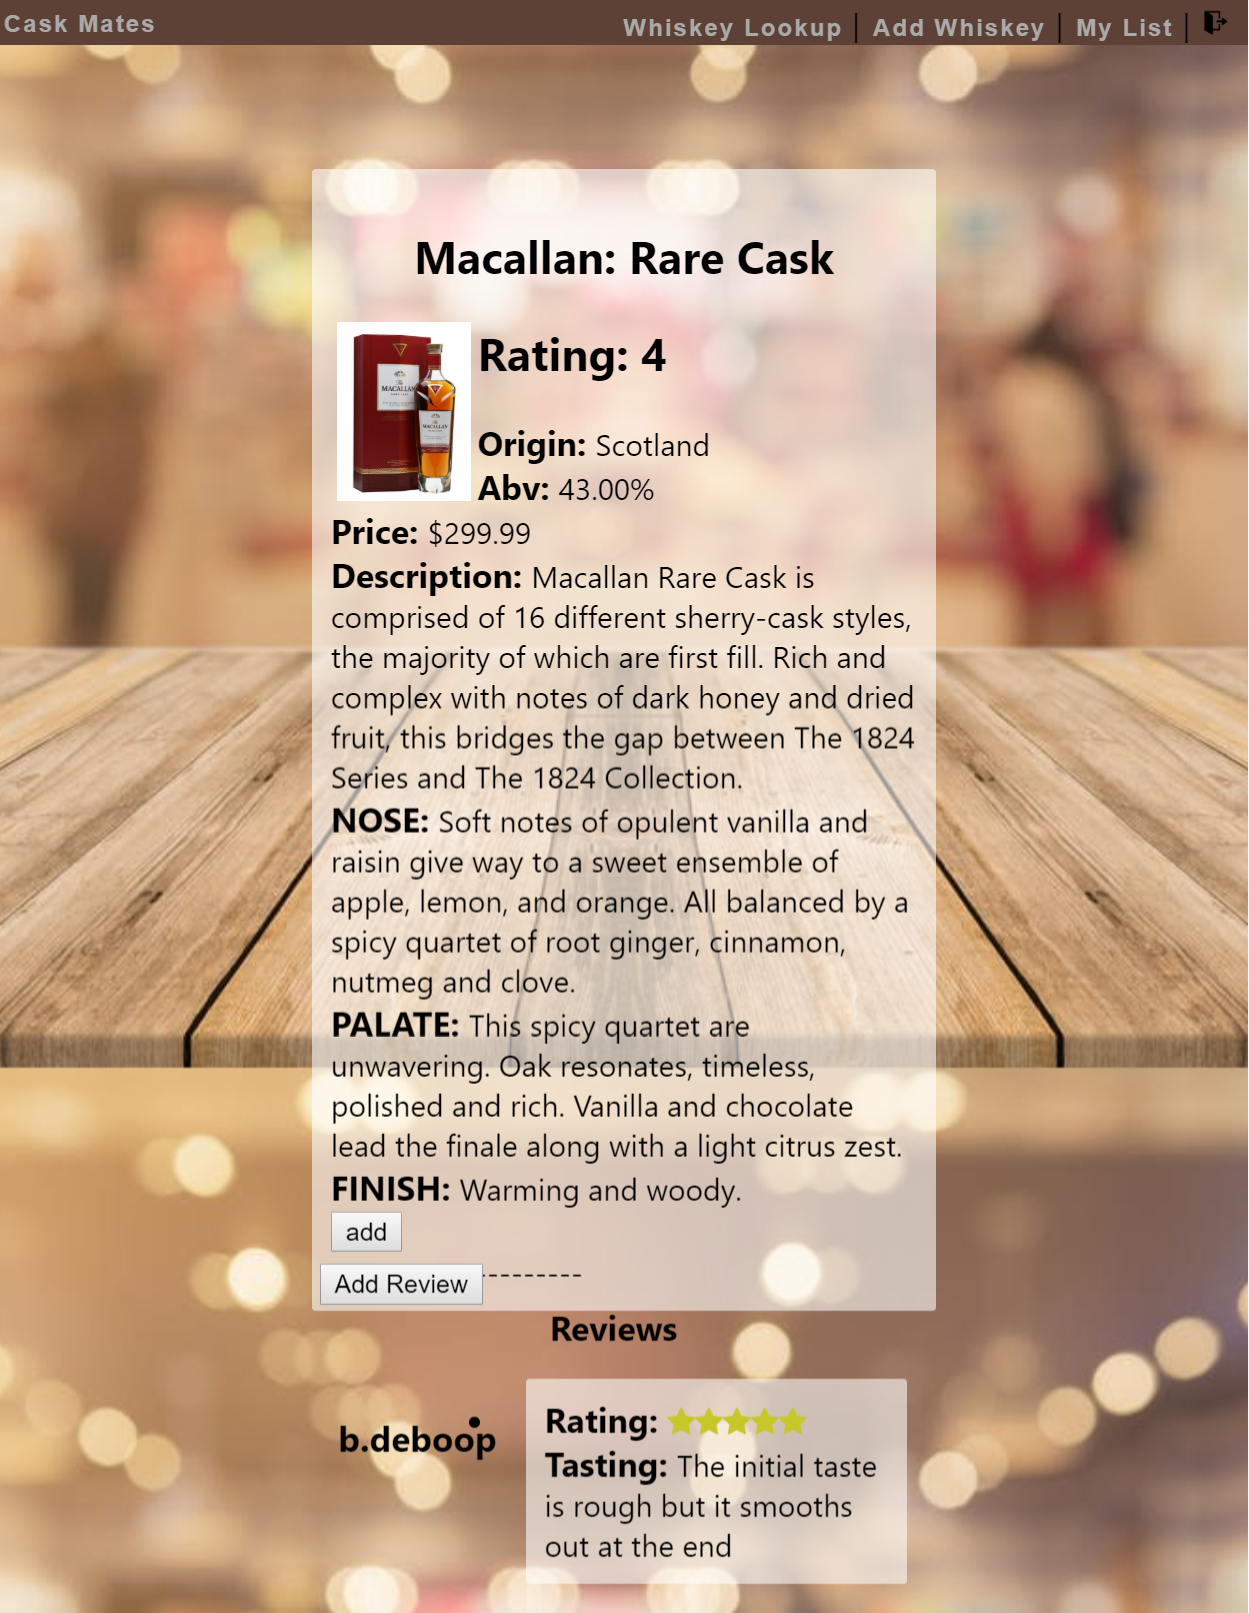 Cask Mates
Whiskey Lookup | Add Whiskey | My List |
Macallan: Rare Cask
MACALLAN
MACALLAN
Rating: 4
Origin: Scotland
Abv: 43.00%
Price: $299.99
Description: Macallan Rare Cask is
comprised of 16 different sherry-cask styles,
the majority of which are first fill. Rich and
complex with notes of dark honey and dried
fruit, this bridges the gap between The 1824
Series and The 1824 Collection.
NOSE: Soft notes of opulent vanilla and
raisin give way to a sweet ensemble of
apple, lemon, and orange. All balanced by a
spicy quartet of root ginger, cinnamon,
nutmeg and clove.
PALATE: This spicy quartet are
unwavering. Oak resonates, timeless,
polished and rich. Vanilla and chocolate
lead the finale along with a light citrus zest.
FINISH: Warming and woody.
add
Add Review ---------
Reviews
b.deboop
Rating: ★★★★★
Tasting: The initial taste
is rough but it smooths
out at the end